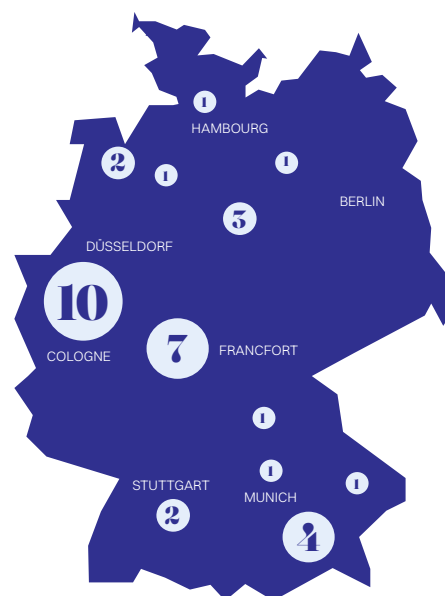 1
HAMBOURG
2
1
1
BERLIN
3
DÜSSELDORF
10
COLOGNE
7
FRANCFORT
1
1
1
STUTTGART
MUNICH
2
4